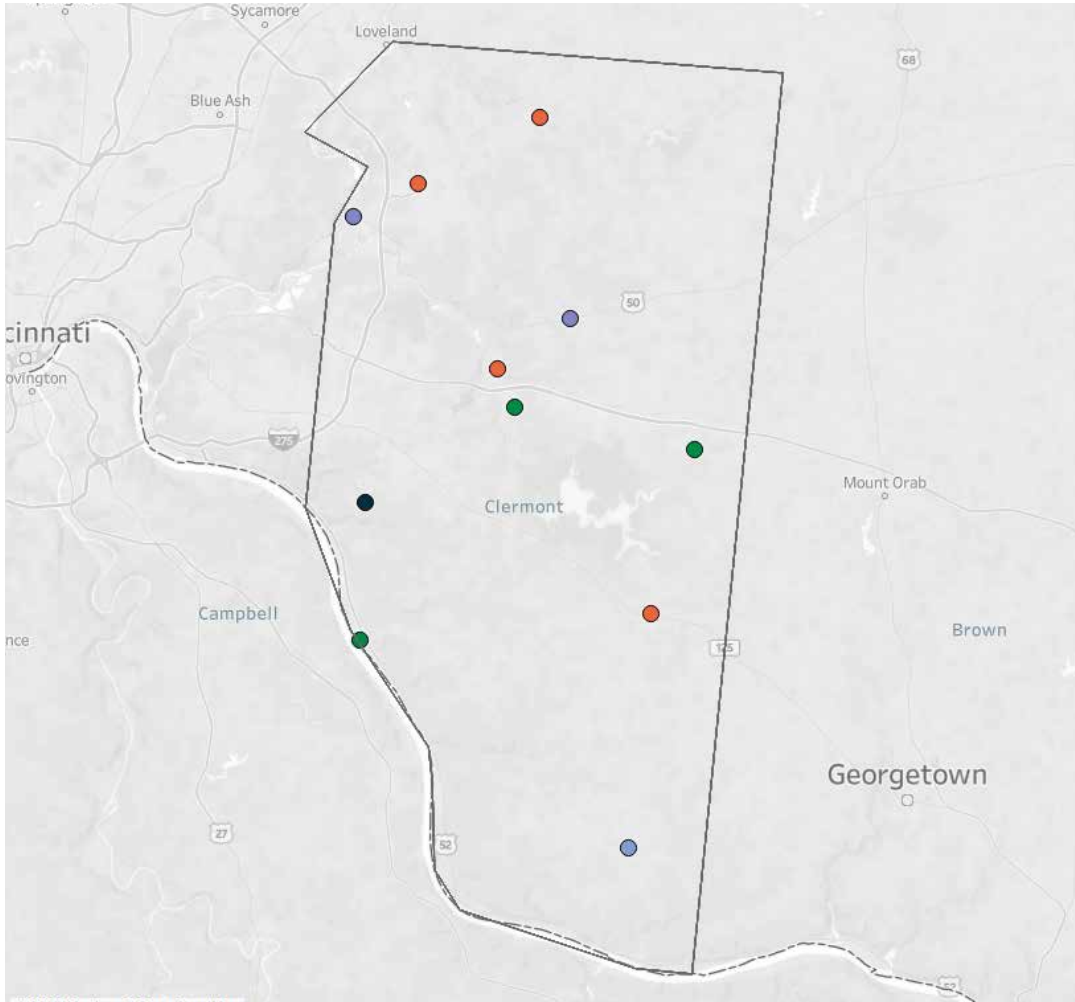 Sycamore
Loveland
68
Blue Ash
50
cinnati
ovington
275
Mount Orab
Clermont
Campbell
Brown
nce
125
Georgetown
27
52
52